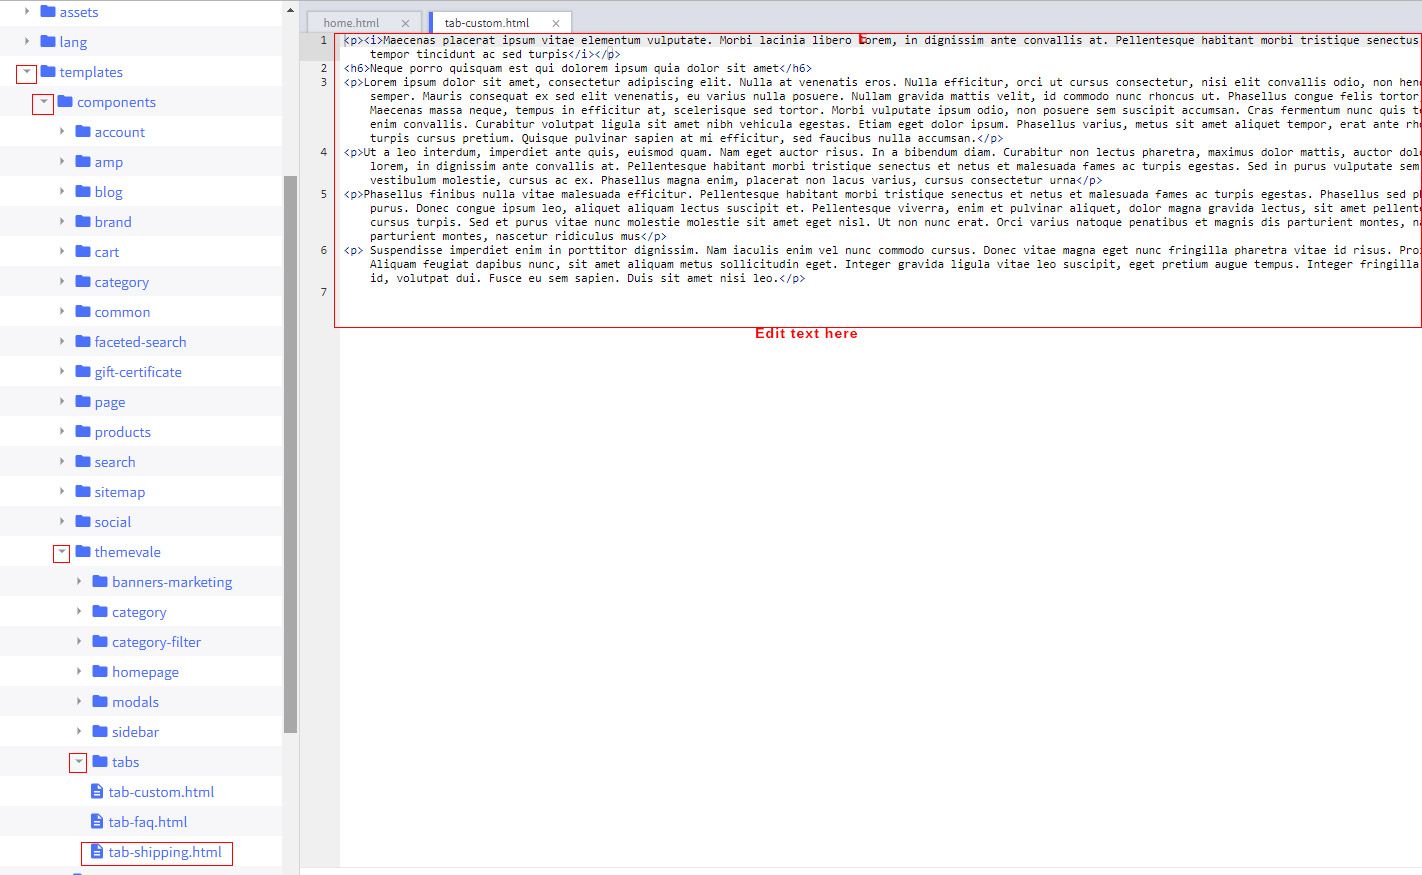 assets
lang
templates
components
account
amp
blog
brand
cart
category
common
faceted-search
gift-certificate
page
products
search
sitemap
social
themevale
banners-marketing
category
category-filter
homepage
modals
sidebar
tabs
tab-custom.html
tab-faq.html
tab-shipping.html
home.html ×
tab-custom.html ×
1 <p><i>Maecenas placerat ipsum vitae elementum vulputate. Morbi lacinia libero lorem, in dignissim ante convallis at. Pellentesque habitant morbi tristique senectus
tempor tincidunt ac sed turpis</i></p>
2 <h6>Neque porro quisquam est qui dolorem ipsum quia dolor sit amet</h6>
3 <p>Lorem ipsum dolor sit amet, consectetur adipiscing elit. Nulla at venenatis eros. Nulla efficitur, orci ut cursus consectetur, nisi elit convallis odio, non hen
semper. Mauris consequat ex sed elit venenatis, eu varius nulla posuere. Nullam gravida mattis velit, id commodo nunc rhoncus ut. Phasellus congue felis tortor
Maecenas massa neque, tempus in efficitur at, scelerisque sed tortor. Morbi vulputate ipsum odio, non posuere sem suscipit accumsan. Cras fermentum nunc quis t
enim convallis. Curabitur volutpat ligula sit amet nibh vehicula egestas. Etiam eget dolor ipsum. Phasellus varius, metus sit amet aliquet tempor, erat ante rh
turpis cursus pretium. Quisque pulvinar sapien at mi efficitur, sed faucibus nulla accumsan.</p>
4 <p>Ut a leo interdum, imperdiet ante quis, euismod quam. Nam eget auctor risus. In a bibendum diam. Curabitur non lectus pharetra, maximus dolor mattis, auctor dol
lorem, in dignissim ante convallis at. Pellentesque habitant morbi tristique senectus et netus et malesuada fames ac turpis egestas. Sed in purus vulputate sem
vestibulum molestie, cursus ac ex. Phasellus magna enim, placerat non lacus varius, cursus consectetur urna</p>
5 <p>Phasellus finibus nulla vitae malesuada efficitur. Pellentesque habitant morbi tristique senectus et netus et malesuada fames ac turpis egestas. Phasellus sed p
purus. Donec congue ipsum leo, aliquet aliquam lectus suscipit et. Pellentesque viverra, enim et pulvinar aliquet, dolor magna gravida lectus, sit amet pellent
cursus turpis. Sed et purus vitae nunc molestie molestie sit amet eget nisl. Ut non nunc erat. Orci varius natoque penatibus et magnis dis parturient montes, n
parturient montes, nascetur ridiculus mus</p>
6 <p> Suspendisse imperdiet enim in porttitor dignissim. Nam iaculis enim vel nunc commodo cursus. Donec vitae magna eget nunc fringilla pharetra vitae id risus. Pro
Aliquam feugiat dapibus nunc, sit amet aliquam metus sollicitudin eget. Integer gravida ligula vitae leo suscipit, eget pretium augue tempus. Integer fringilla
id, volutpat dui. Fusce eu sem sapien. Duis sit amet nisi leo.</p>
7
Edit text here